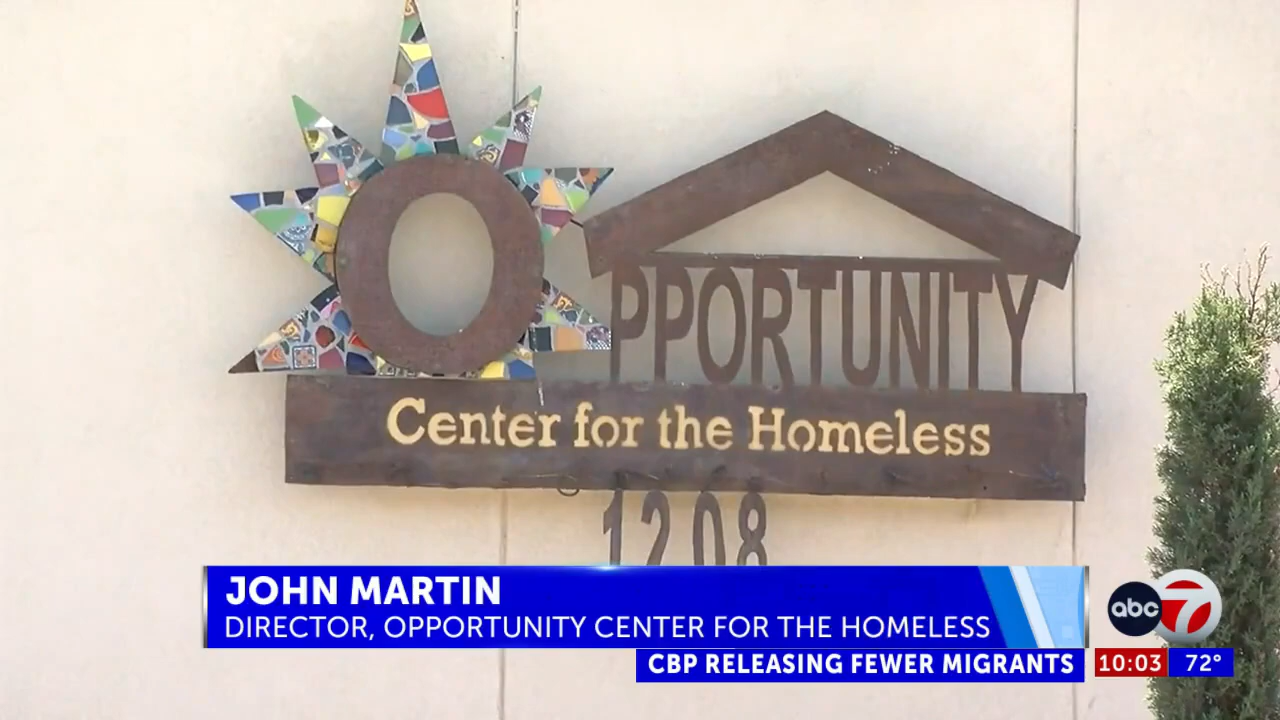 OPPORTUNITY
Center for the Homeless
1208
JOHN MARTIN
DIRECTOR, OPPORTUNITY CENTER FOR THE HOMELESS
CBP RELEASING FEWER MIGRANTS
abc 7
10:03 72°